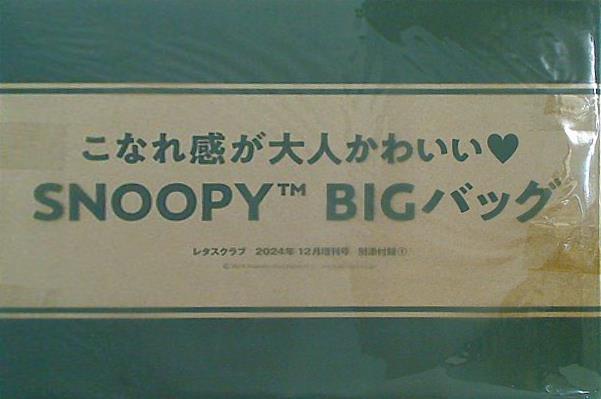 こなれ感が大人かわいい♥
SNOOPY™ BIGバッグ
レタスクラブ 2024年12月増刊号 別添付録①